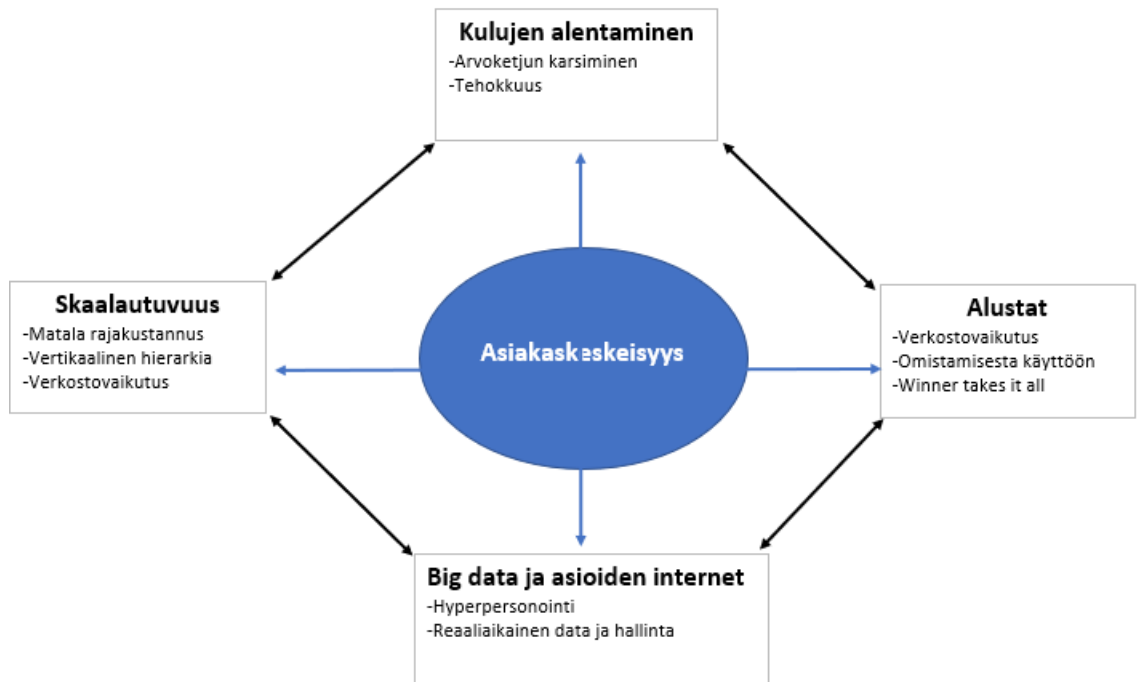 Kulujen alentaminen
-Arvoketjun karsiminen
-Tehokkuus
Skaalautuvuus
-Matala rajakustannus
-Vertikaalinen hierarkia
-Verkostovaikutus
Asiakaskeskeisyys
Alustat
-Verkostovaikutus
-Omistamisesta käyttöön
-Winner takes it all
Big data ja asioiden internet
-Hyperpersonointi
-Reaaliaikainen data ja hallinta